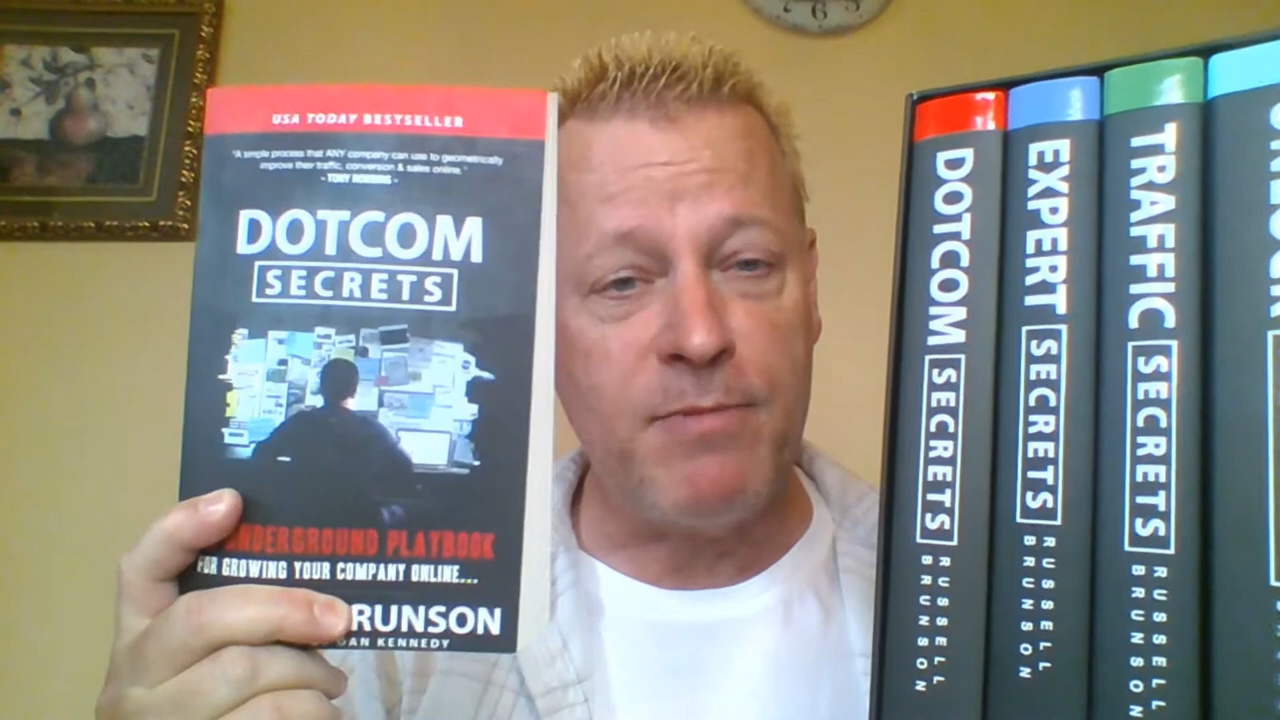 USA TODAY BESTSELLER
"A simple process that ANY company can use to geometrically
improve their traffic, conversion & sales online."
- TONY ROBBINS -
DOTCOM
SECRETS
UNDERGROUND PLAYBOOK
FOR GROWING YOUR COMPANY ONLINE...
BRUNSON
DAN KENNEDY
6
DOTCOM SECRETS
RUSSELL
BRUNSON
EXPERT SECRETS
RUSSELL
BRUNSON
TRAFFIC SECRETS
RUSSELL
BRUNSON